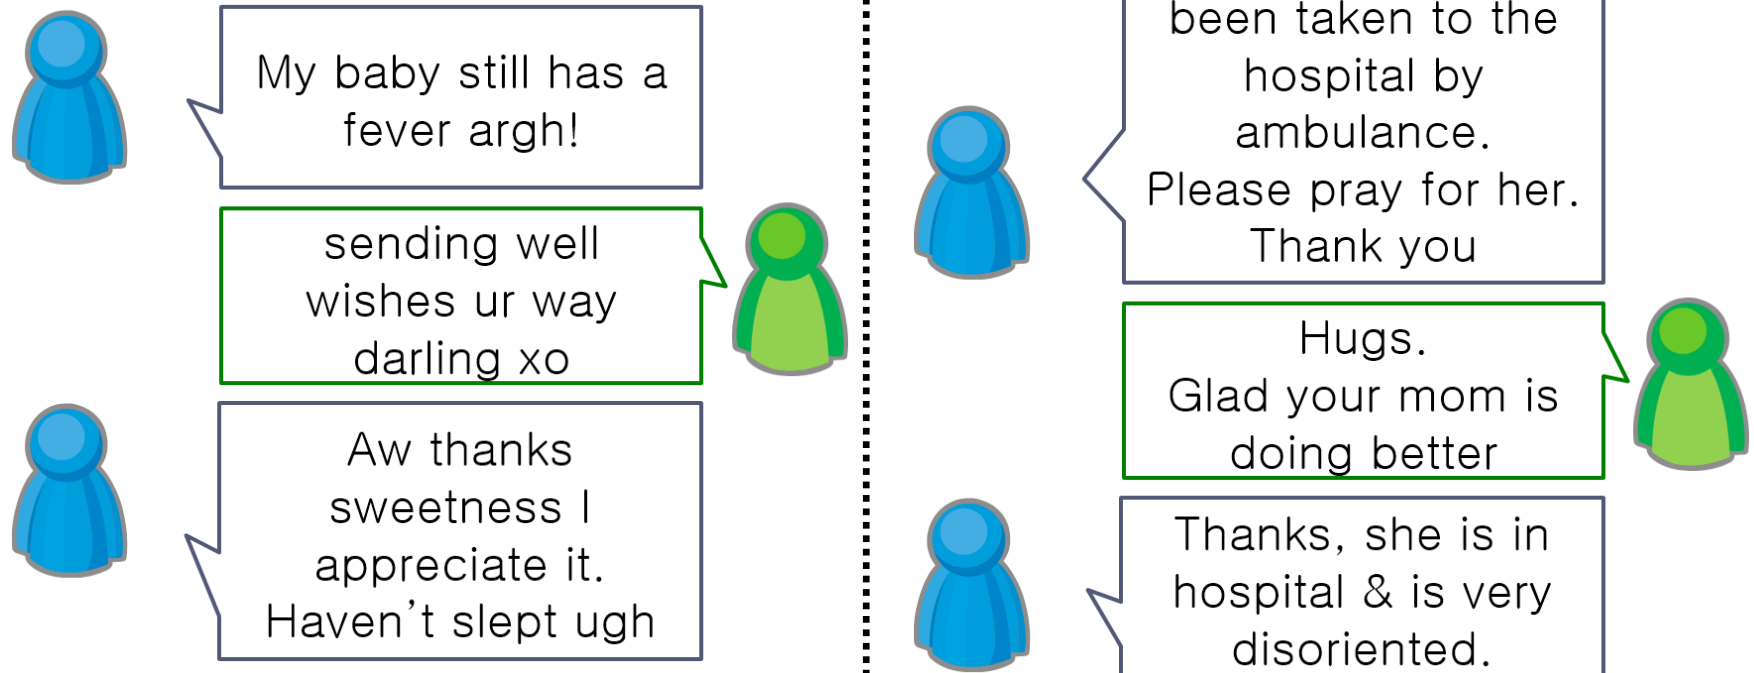 My baby still has a
fever argh!
sending well
wishes ur way
darling xo
Aw thanks
sweetness I
appreciate it.
Haven't slept ugh
been taken to the
hospital by
ambulance.
Please pray for her.
Thank you
Hugs.
Glad your mom is
doing better
Thanks, she is in
hospital & is very
disoriented.